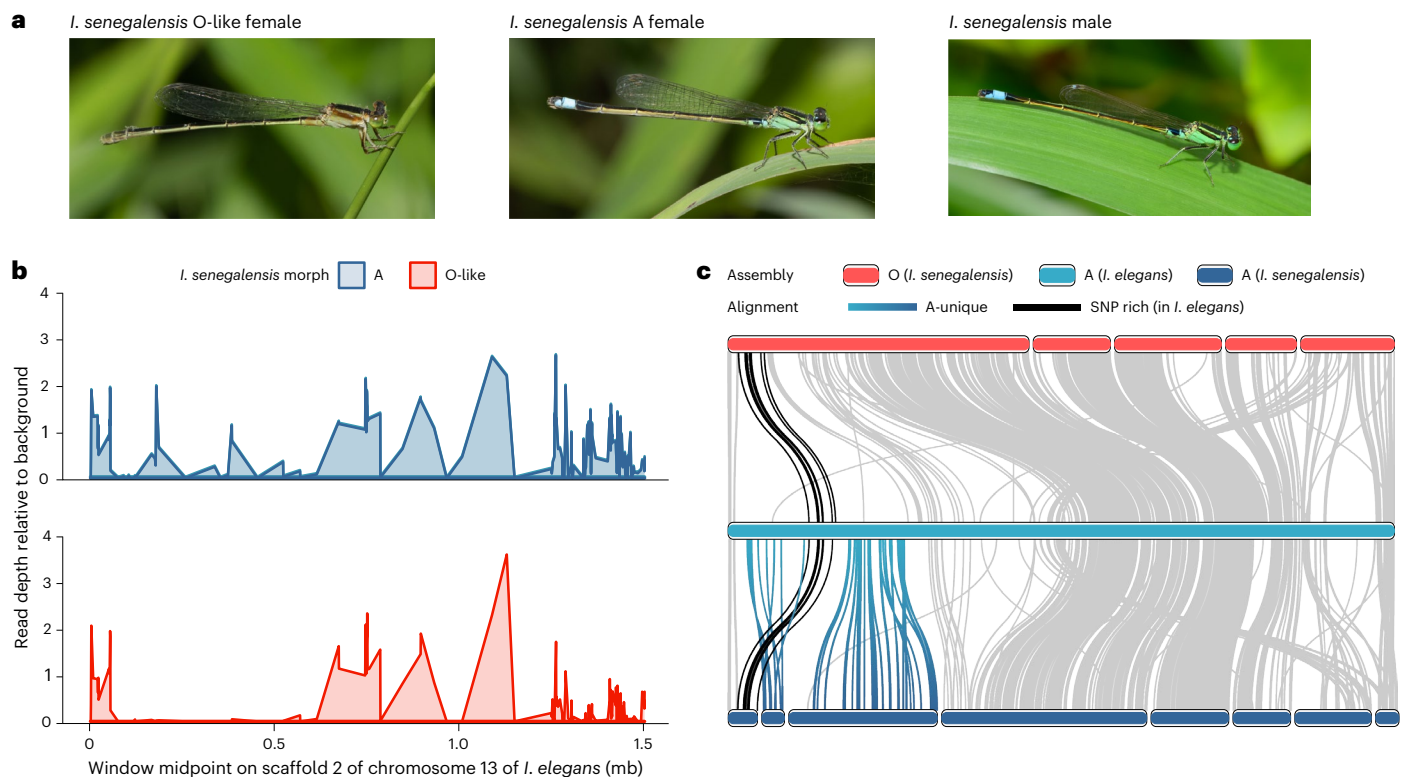 a
I. senegalensis O-like female
I. senegalensis A female
I. senegalensis male
b
I. senegalensis morph
A
O-like
Read depth relative to background
4
3
2
1
0
4
3
2
1
0
0
0.5
1.0
1.5
Window midpoint on scaffold 2 of chromosome 13 of I. elegans (mb)
c
Assembly
O (I. senegalensis)
A (I. elegans)
A (I. senegalensis)
Alignment
A-unique
SNP rich (in I. elegans)